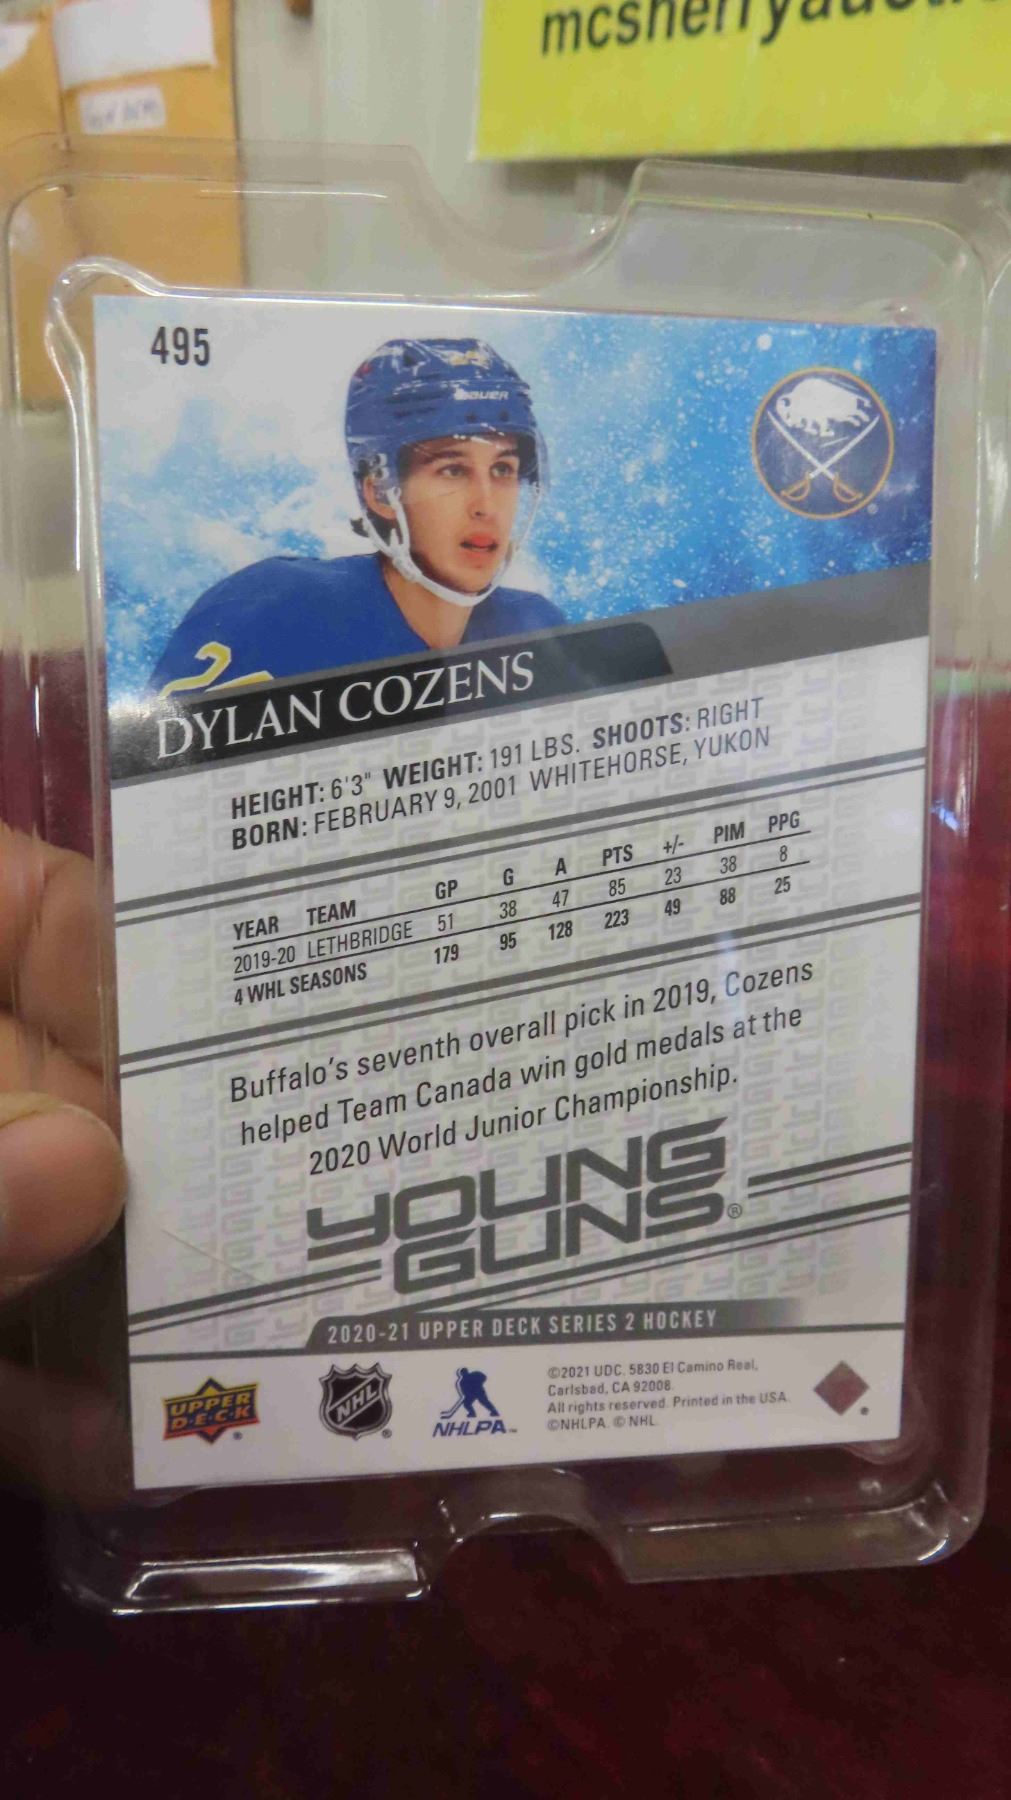 495
BAUER
DYLAN COZENS
HEIGHT: 6'3" WEIGHT: 191 LBS. SHOOTS: RIGHT
BORN: FEBRUARY 9, 2001 WHITEHORSE, YUKON
YEAR TEAM GP G A PTS +/- PIM PPG
2019-20 LETHBRIDGE 51 38 47 85 23 38 8
4 WHL SEASONS 179 95 128 223 49 88 25
Buffalo's seventh overall pick in 2019, Cozens
helped Team Canada win gold medals at the
2020 World Junior Championship.
YOUNG
GUNS®
2020-21 UPPER DECK SERIES 2 HOCKEY
UPPER
D·E·C·K ®
NHL ®
NHLPA™
©2021 UDC. 5830 El Camino Real,
Carlsbad, CA 92008.
All rights reserved. Printed in the USA.
©NHLPA. © NHL.